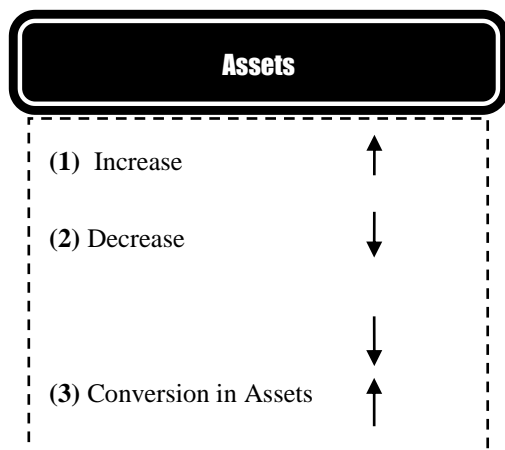 Assets
(1) Increase
(2) Decrease
(3) Conversion in Assets